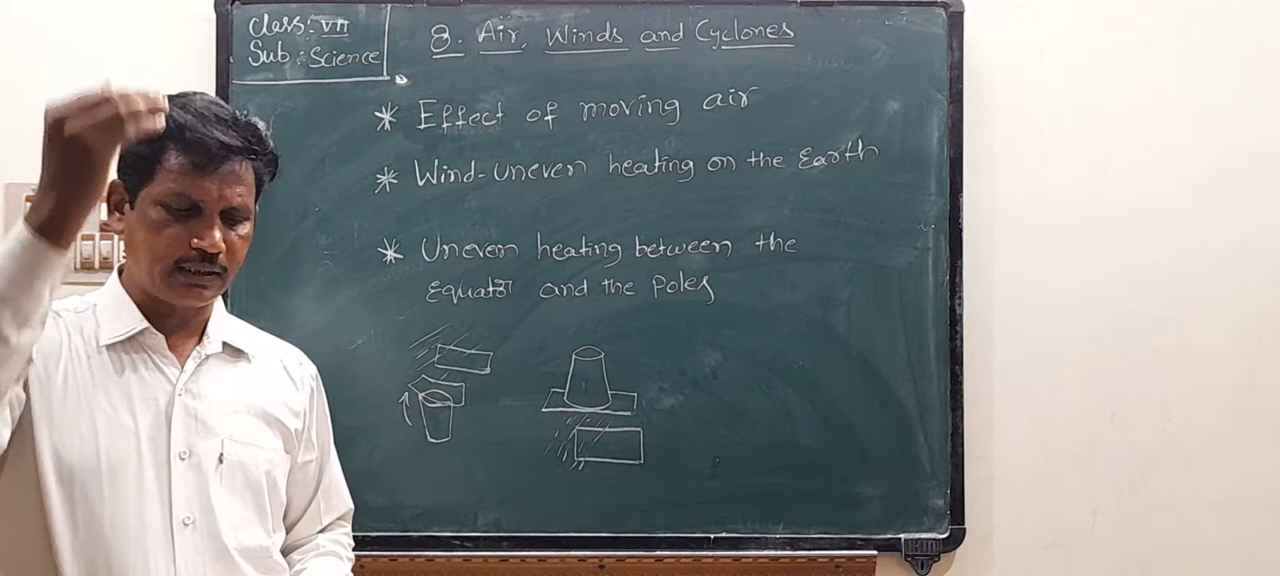 Class: VII
Sub: Science
8. Air, Winds and Cyclones
* Effect of moving air
* Wind-uneven heating on the Earth
* Uneven heating between the
Equator and the Poles